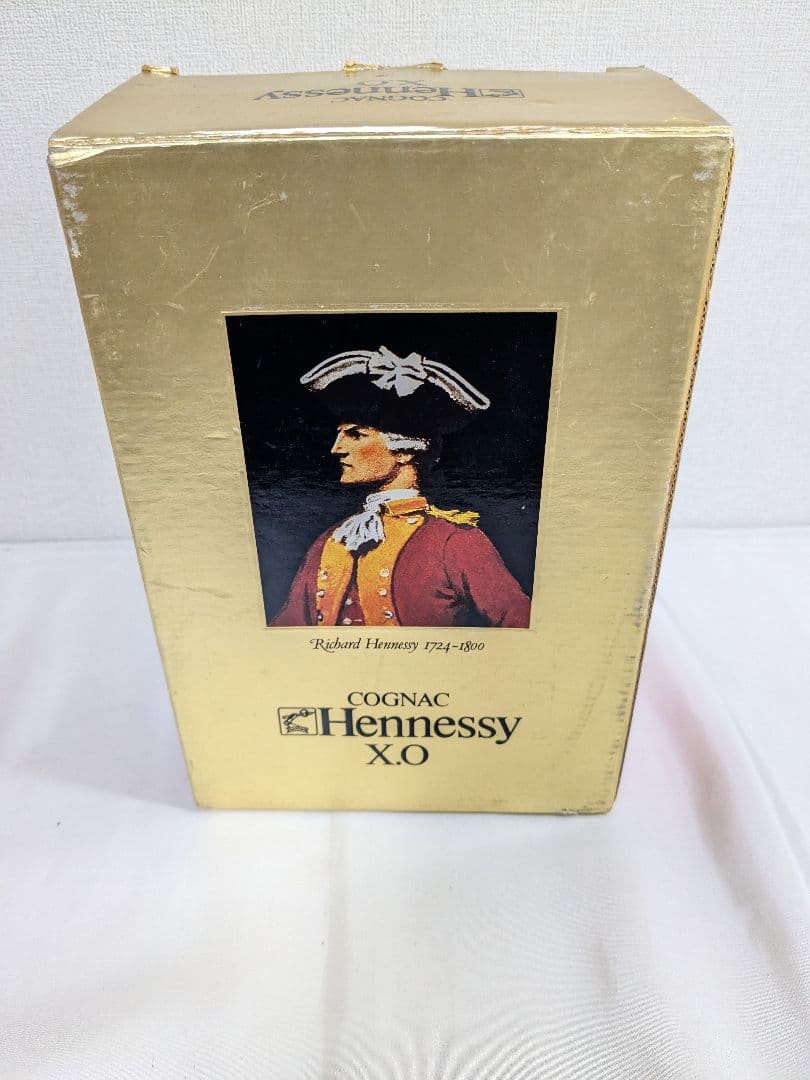 COGNAC
Hennessy
X.O
Richard Hennessy 1724-1800
COGNAC
Hennessy
X.O